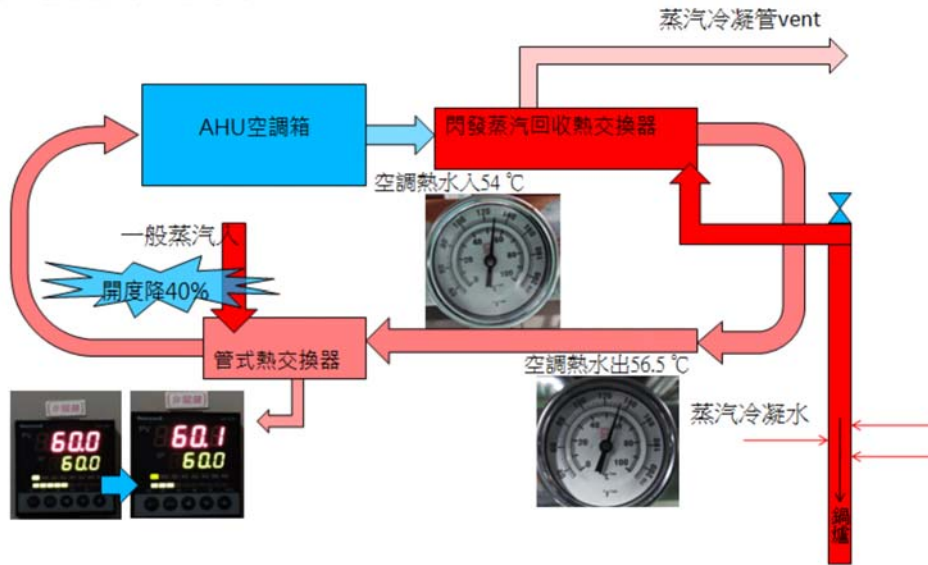 蒸汽冷凝管vent
AHU空調箱
閃發蒸汽回收熱交換器
空調熱水入54 ℃
一般蒸汽入
開度降40%
管式熱交換器
空調熱水出56.5 ℃
蒸汽冷凝水
鍋爐
60.0
60.0
60.1
60.0